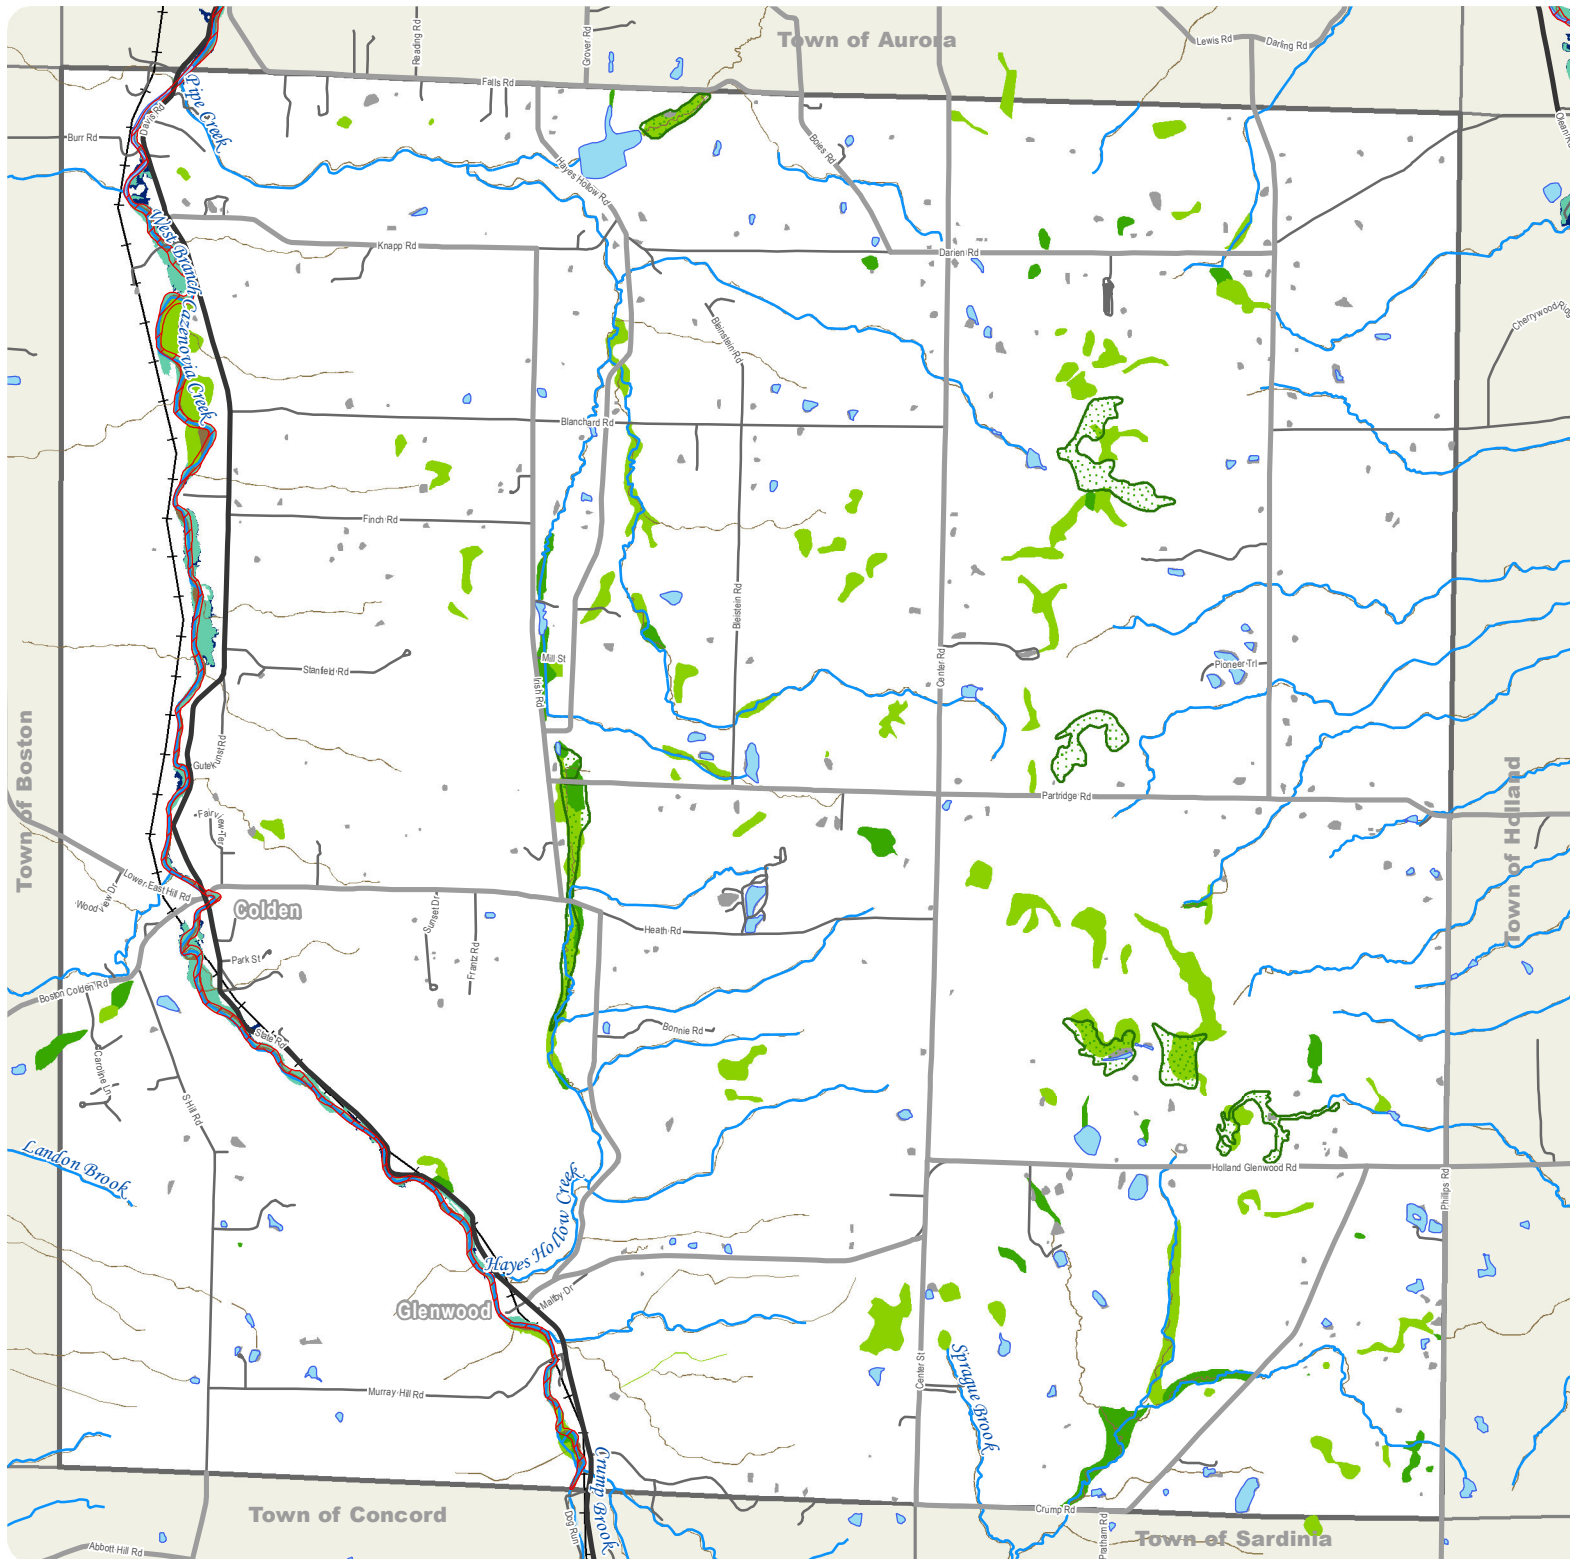 Town of Aurora
Reading Rd
Grover Rd
Lewis Rd
Darling Rd
Falls Rd
Pipe Creek
Davis Rd
Burr Rd
Boies Rd
Hayes Hollow Rd
West Branch Cazenovia Creek
Knapp Rd
Darien Rd
Bleinstein Rd
Blanchard Rd
Finch Rd
Bleistein Rd
Mill St
Irish Rd
Center Rd
Pioneer Trl
Stanfield Rd
Town of Boston
Gutekunst Rd
Town of Holland
Partridge Rd
Fairview Ter
Lower East Hill Rd
Wood View Dr
Colden
Sunset Dr
Frantz Rd
Heath Rd
Park St
Boston Colden Rd
State Rd
Bonnie Rd
Caroline Ln
S Hill Rd
Landon Brook
Holland Glenwood Rd
Phillips Rd
Hayes Hollow Creek
Glenwood
Maltby Dr
Center St
Sprague Brook
Murray Hill Rd
Crump Brook
Dog Run
Town of Concord
Crump Rd
Pratham Rd
Town of Sardinia
Abbott Hill Rd